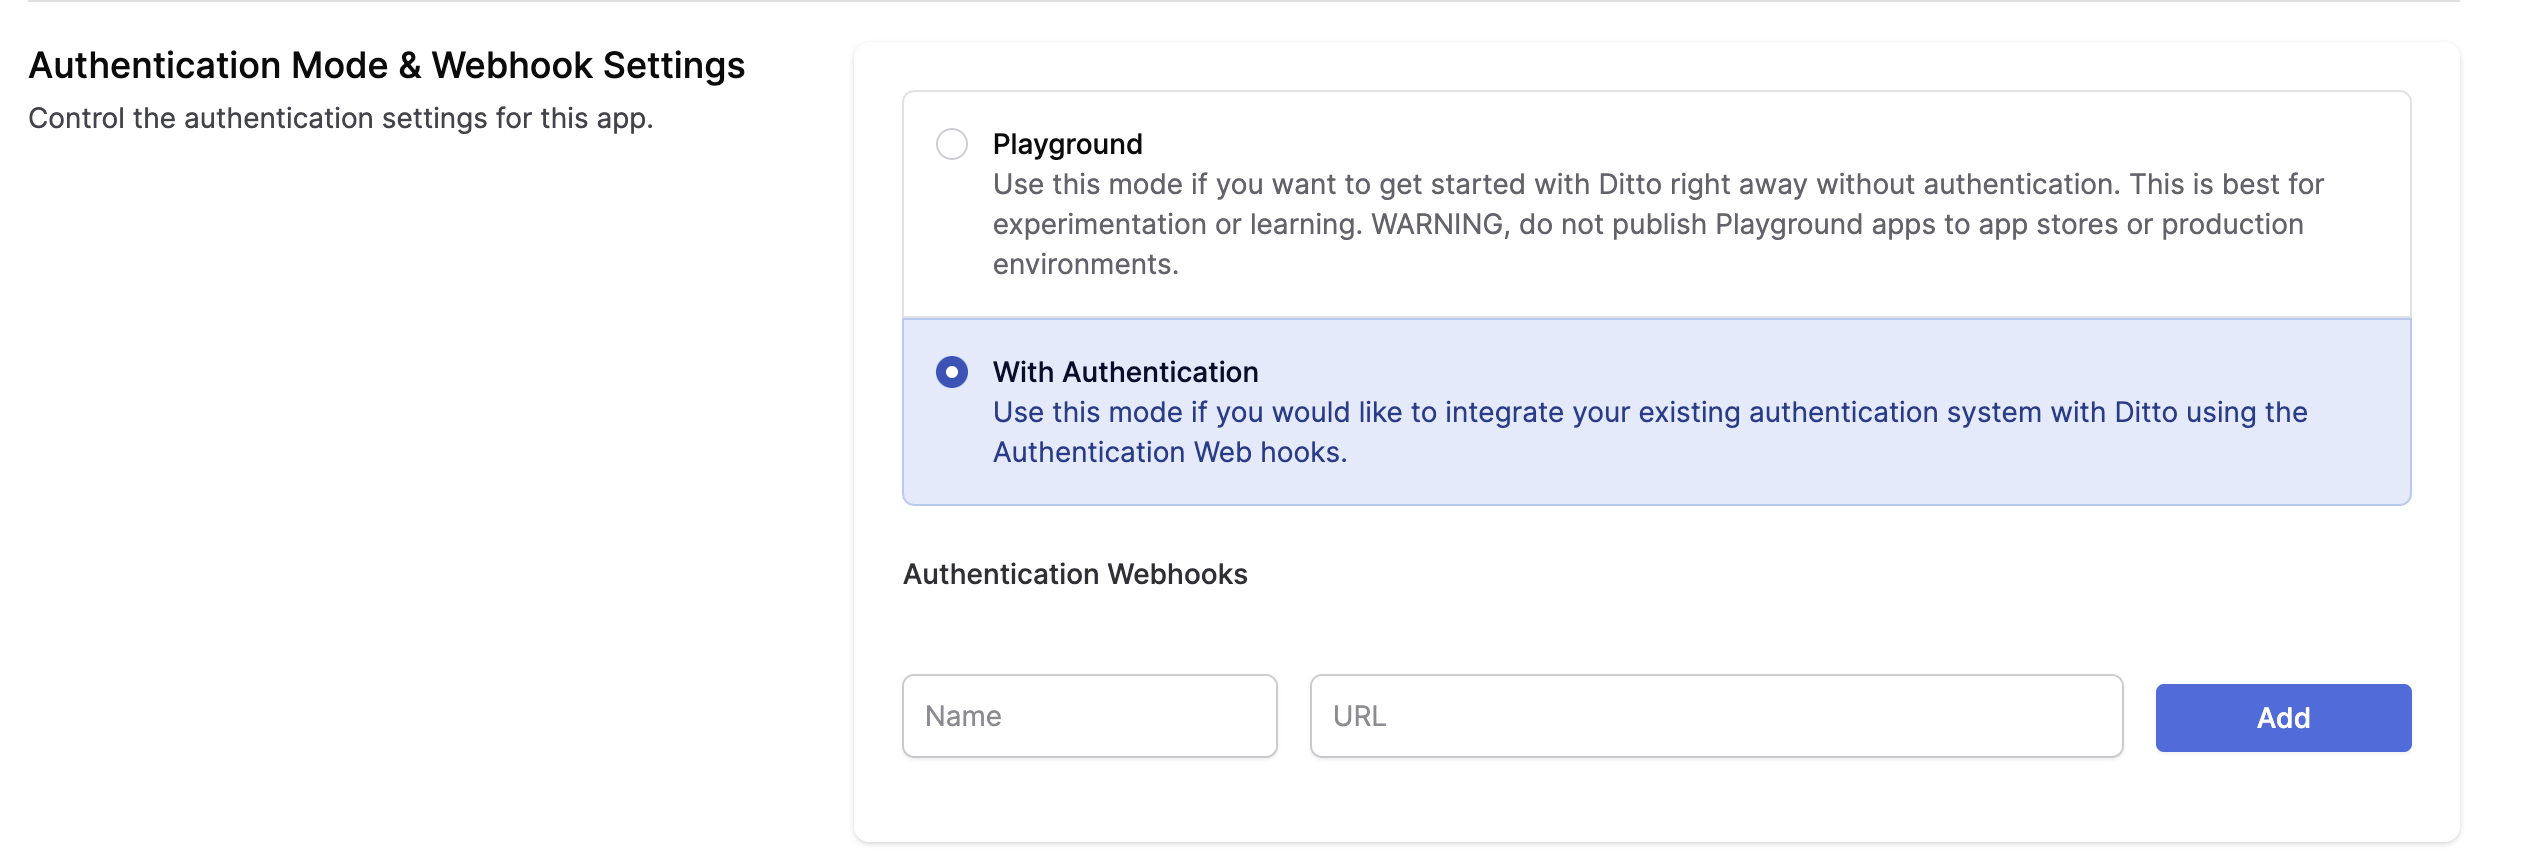 Authentication Mode & Webhook Settings
Control the authentication settings for this app.
Playground
Use this mode if you want to get started with Ditto right away without authentication. This is best for
experimentation or learning. WARNING, do not publish Playground apps to app stores or production
environments.
With Authentication
Use this mode if you would like to integrate your existing authentication system with Ditto using the
Authentication Web hooks.
Authentication Webhooks
Name
URL
Add